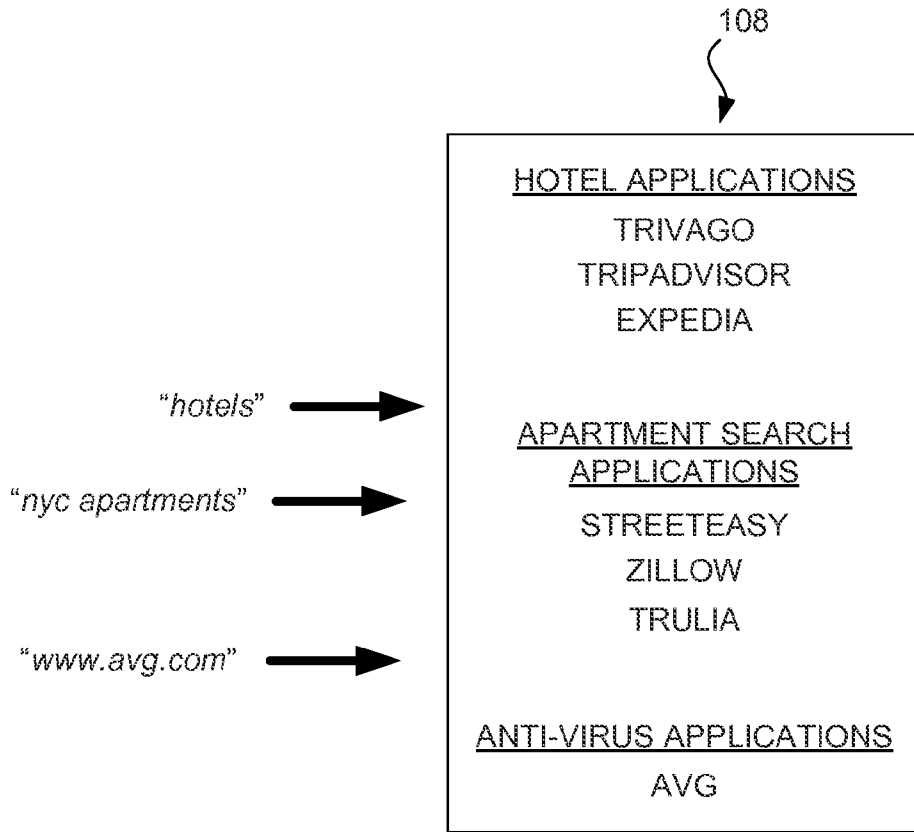 108
HOTEL APPLICATIONS
TRIVAGO
TRIPADVISOR
EXPEDIA
“hotels”
APARTMENT SEARCH
APPLICATIONS
“nyc apartments”
STREETEASY
ZILLOW
TRULIA
“www.avg.com”
ANTI-VIRUS APPLICATIONS
AVG